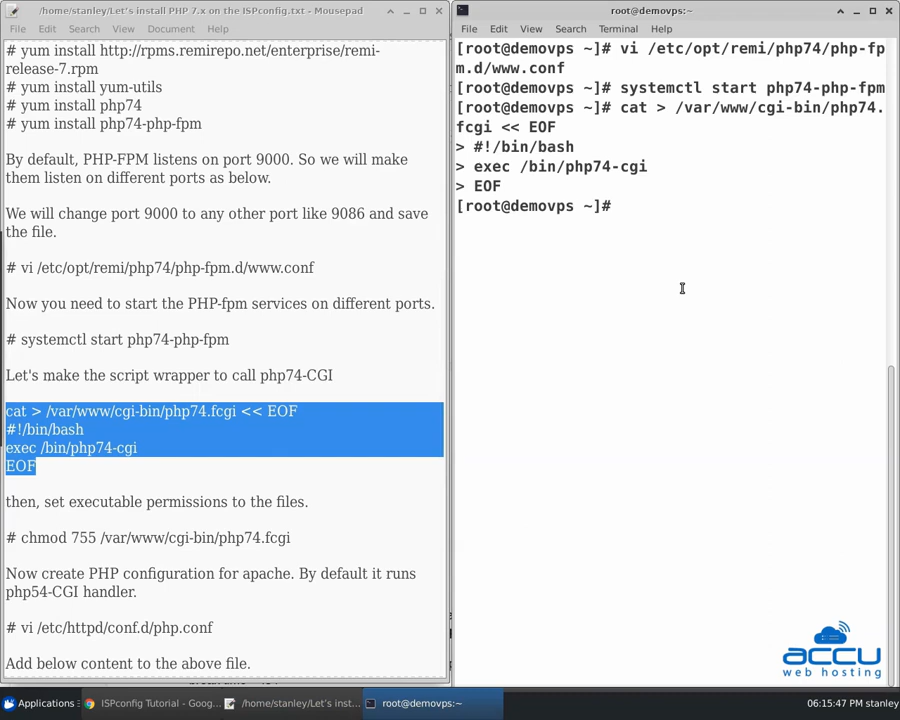 /home/stanley/Let's install PHP 7.x on the ISPconfig.txt - Mousepad
File Edit Search View Document Help
# yum install http://rpms.remirepo.net/enterprise/remi-
release-7.rpm
# yum install yum-utils
# yum install php74
# yum install php74-php-fpm
By default, PHP-FPM listens on port 9000. So we will make
them listen on different ports as below.
We will change port 9000 to any other port like 9086 and save
the file.
# vi /etc/opt/remi/php74/php-fpm.d/www.conf
Now you need to start the PHP-fpm services on different ports.
# systemctl start php74-php-fpm
Let's make the script wrapper to call php74-CGI
cat > /var/www/cgi-bin/php74.fcgi << EOF
#!/bin/bash
exec /bin/php74-cgi
EOF
then, set executable permissions to the files.
# chmod 755 /var/www/cgi-bin/php74.fcgi
Now create PHP configuration for apache. By default it runs
php54-CGI handler.
# vi /etc/httpd/conf.d/php.conf
Add below content to the above file.
root@demovps:~
File Edit View Search Terminal Help
[root@demovps ~]# vi /etc/opt/remi/php74/php-fp
m.d/www.conf
[root@demovps ~]# systemctl start php74-php-fpm
[root@demovps ~]# cat > /var/www/cgi-bin/php74.
fcgi << EOF
> #!/bin/bash
> exec /bin/php74-cgi
> EOF
[root@demovps ~]#
ACCU
web hosting
Applications ISPconfig Tutorial - Goog... /home/stanley/Let's inst... root@demovps:~ 06:15:47 PM stanley